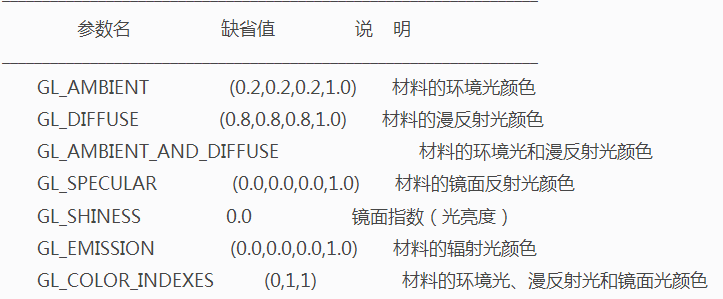 参数名 缺省值 说 明
GL_AMBIENT (0.2,0.2,0.2,1.0) 材料的环境光颜色
GL_DIFFUSE (0.8,0.8,0.8,1.0) 材料的漫反射光颜色
GL_AMBIENT_AND_DIFFUSE 材料的环境光和漫反射光颜色
GL_SPECULAR (0.0,0.0,0.0,1.0) 材料的镜面反射光颜色
GL_SHINESS 0.0 镜面指数（光亮度）
GL_EMISSION (0.0,0.0,0.0,1.0) 材料的辐射光颜色
GL_COLOR_INDEXES (0,1,1) 材料的环境光、漫反射光和镜面光颜色